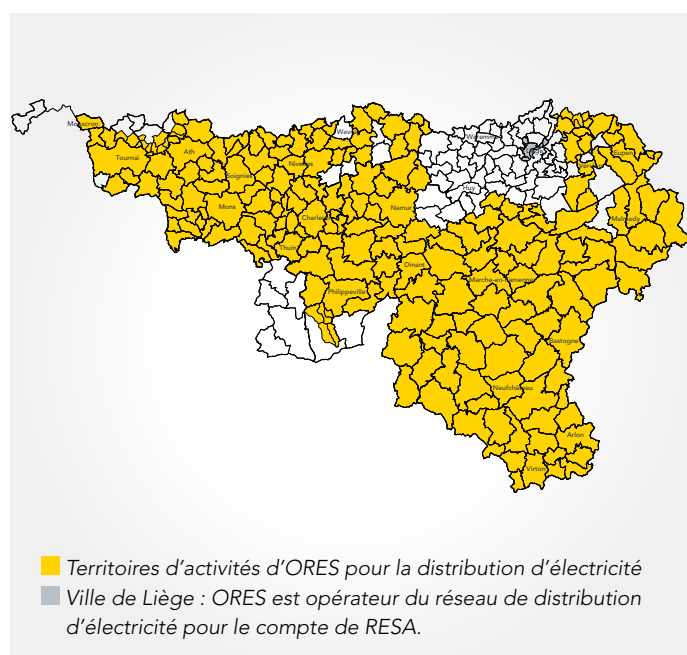 Mouscron
Tournai
Ath
Soignies
Mons
Wavre
Nivelles
Charleroi
Thuin
Namur
Waremme
Huy
Eupen
Malmedy
Dinant
Philippeville
Marche-en-Famenne
Bastogne
Neufchâteau
Arlon
Virton
Territoires d'activités d'ORES pour la distribution d'électricité
Ville de Liège : ORES est opérateur du réseau de distribution
d'électricité pour le compte de RESA.